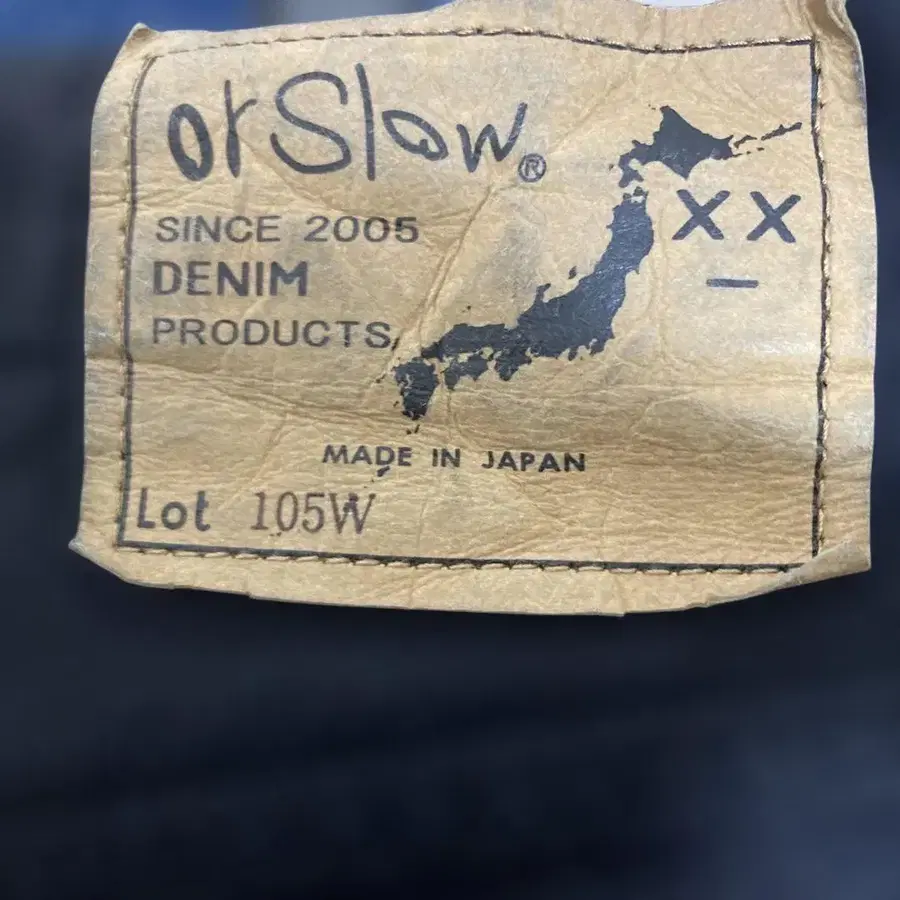 orSlow®
XX
–
SINCE 2005
DENIM
PRODUCTS
MADE IN JAPAN
Lot 105W